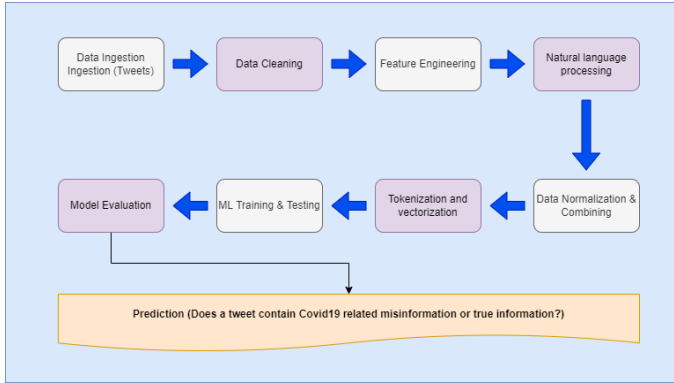 Data Ingestion
Ingestion (Tweets)
Data Cleaning
Feature Engineering
Natural language
processing
Model Evaluation
ML Training & Testing
Tokenization and
vectorization
Data Normalization &
Combining
Prediction (Does a tweet contain Covid19 related misinformation or true information?)